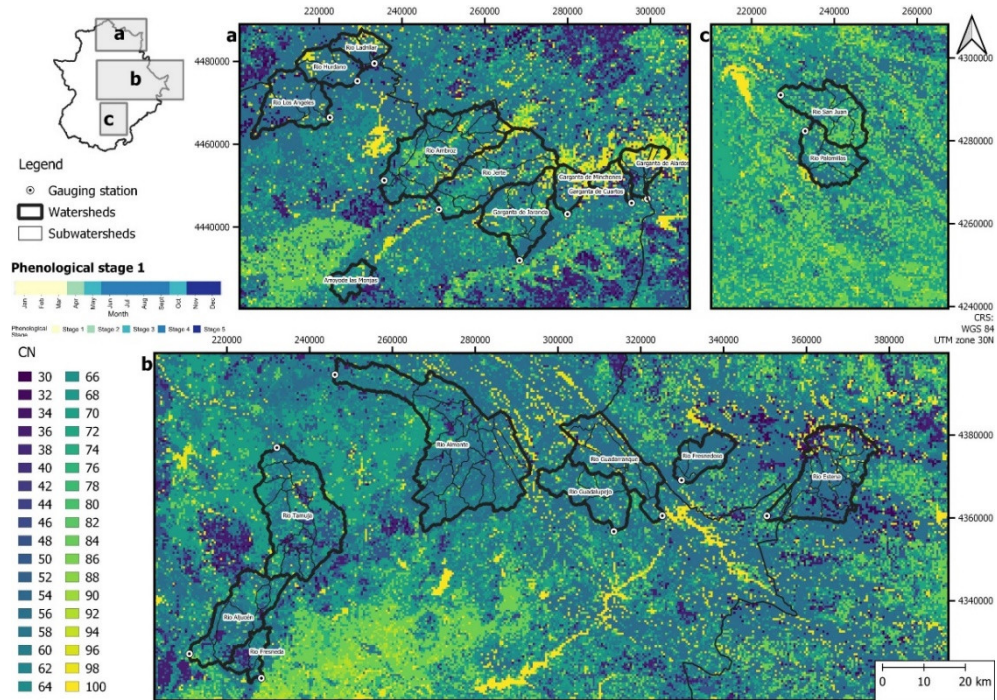 a
b
c
Legend
Gauging station
Watersheds
Subwatersheds
Phenological stage 1
Jan
Feb
Mar
Apr
May
Jun
Jul
Aug
Sept
Oct
Nov
Dec
Month
Phenological
Stage
Stage 1
Stage 2
Stage 3
Stage 4
Stage 5
CN
30 66
32 68
34 70
36 72
38 74
40 76
42 78
44 80
46 82
48 84
50 86
52 88
54 90
56 92
58 94
60 96
62 98
64 100
220000 240000 260000 280000 300000
a
4480000
4460000
4440000
Río Ladrillar
Río Hurdano
Río Los Angeles
Río Ambroz
Río Jerte
Garganta de Alardos
Garganta de Minchones
Garganta de Cuartos
Garganta de Jaranda
Arroyo de las Monjas
220000 240000 260000
c
4300000
4280000
4260000
4240000
Río San Juan
Río Palomillas
CRS:
WGS 84
UTM zone 30N
220000 240000 260000 280000 300000 320000 340000 360000 380000
b
4380000
4360000
4340000
Río Almonte
Río Guadarranque
Río Fresnedoso
Río Guadalupejo
Río Estena
Río Tamuja
Río Aljucén
Río Fresneda
0 10 20 km